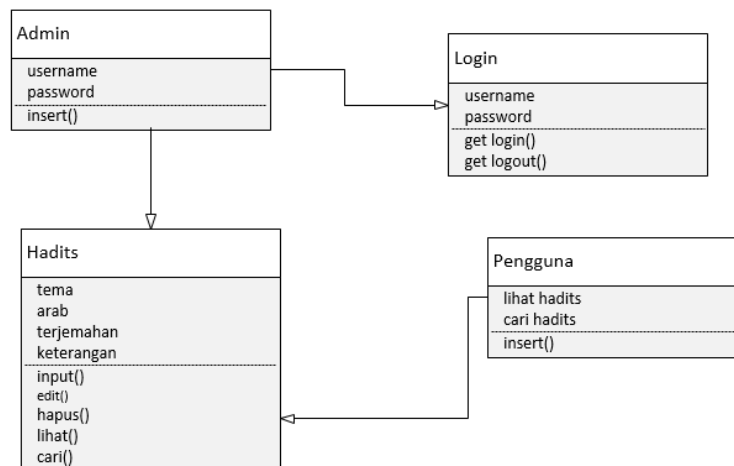 Admin
username
password
insert()
Login
username
password
get login()
get logout()
Hadits
tema
arab
terjemahan
keterangan
input()
edit()
hapus()
lihat()
cari()
Pengguna
lihat hadits
cari hadits
insert()